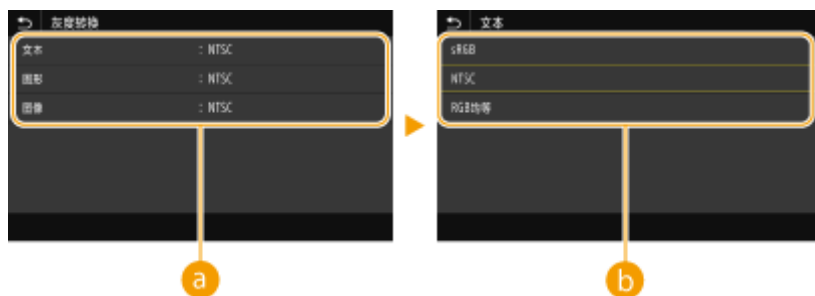 灰度转换
文本 : NTSC
图形 : NTSC
图像 : NTSC
a
文本
sRGB
NTSC
RGB均等
b